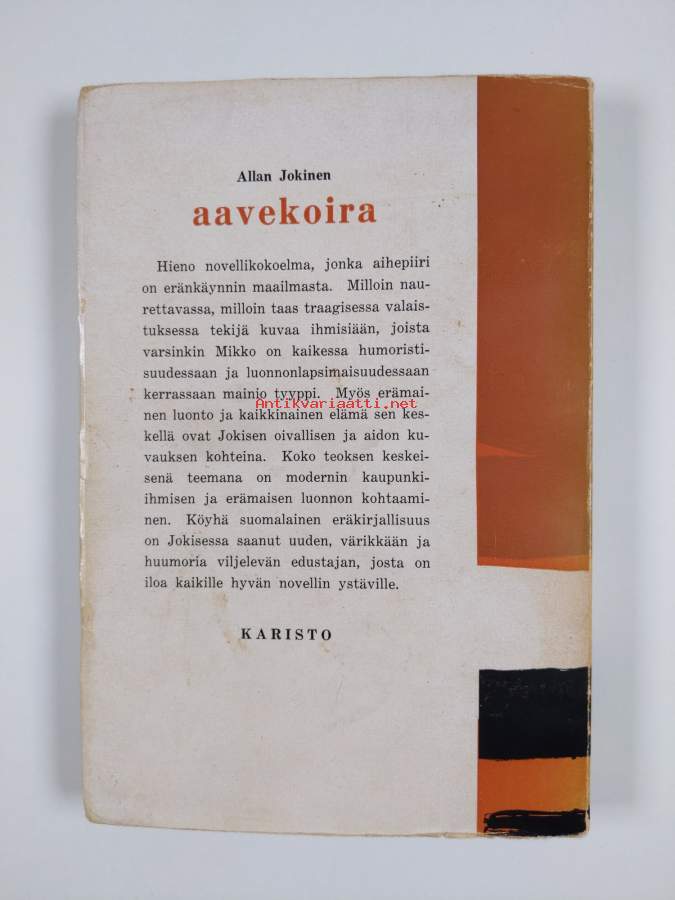 Allan Jokinen
aavekoira
Hieno novellikokoelma, jonka aihepiiri
on eränkäynnin maailmasta. Milloin nau-
rettavassa, milloin taas traagisessa valais-
tuksessa tekijä kuvaa ihmisiään, joista
varsinkin Mikko on kaikessa humoristi-
suudessaan ja luonnonlapsimaisuudessaan
kerrassaan mainio tyyppi. Myös erämai-
Antikvariaatti.net
nen luonto ja kaikkinainen elämä sen kes-
kellä ovat Jokisen oivallisen ja aidon ku-
vauksen kohteina. Koko teoksen keskei-
senä teemana on modernin kaupunki-
ihmisen ja erämaisen luonnon kohtaami-
nen. Köyhä suomalainen eräkirjallisuus
on Jokisessa saanut uuden, värikkään ja
huumoria viljelevän edustajan, josta on
iloa kaikille hyvän novellin ystäville.
KARISTO